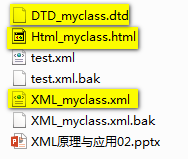 DTD_myclass.dtd
Html_myclass.html
test.xml
test.xml.bak
XML_myclass.xml
XML_myclass.xml.bak
XML原理与应用02.pptx